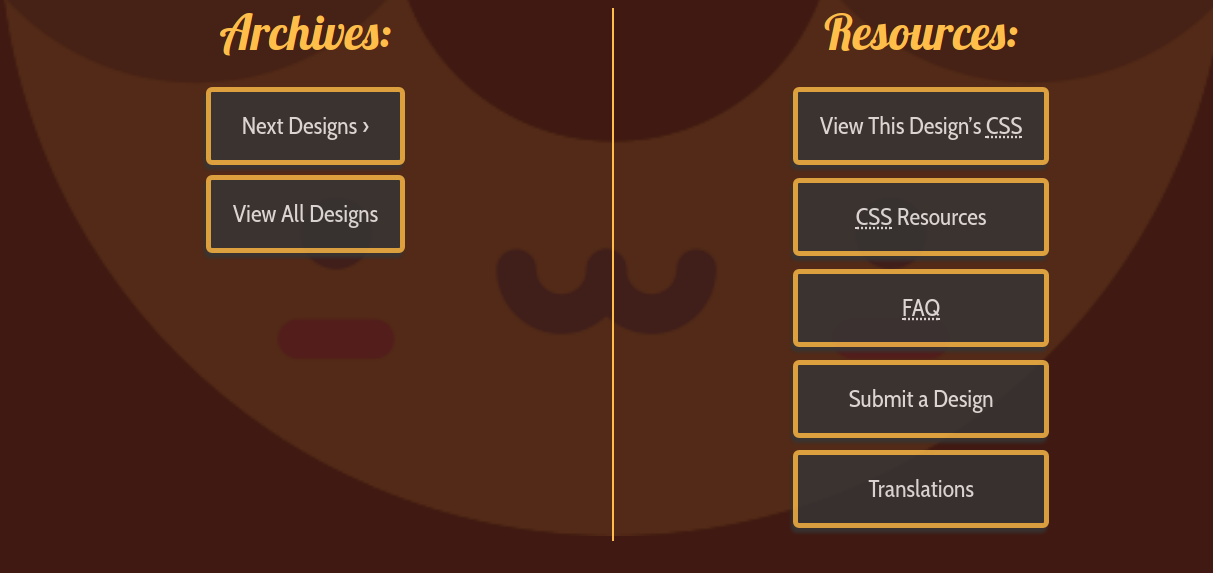 Archives:
Next Designs ›
View All Designs
Resources:
View This Design’s CSS
CSS Resources
FAQ
Submit a Design
Translations